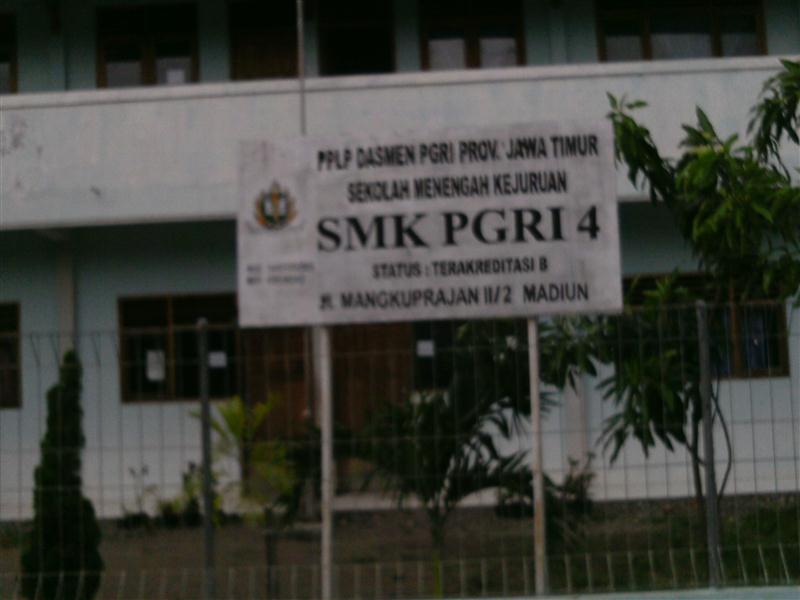 PPLP DASMEN PGRI PROV. JAWA TIMUR
SEKOLAH MENENGAH KEJURUAN
SMK PGRI 4
STATUS : TERAKREDITASI B
Jl. MANGKUPRAJAN II/2 MADIUN